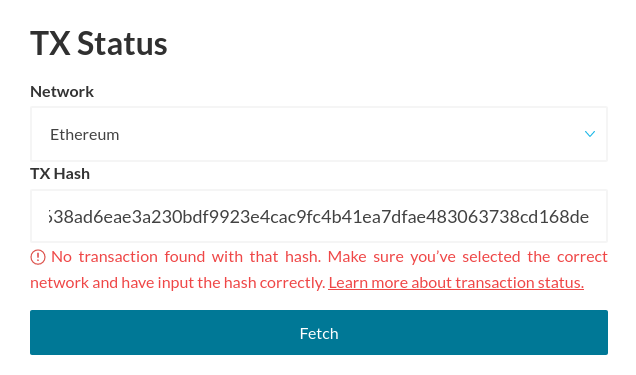 TX Status
Network
Ethereum
TX Hash
538ad6eae3a230bdf9923e4cac9fc4b41ea7dfae483063738cd168de
No transaction found with that hash. Make sure you've selected the correct
network and have input the hash correctly. Learn more about transaction status.
Fetch